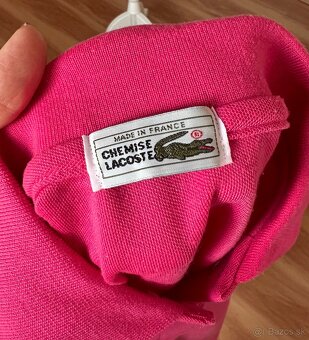 MADE IN FRANCE
CHEMISE
LACOSTE
®
Bazos.sk